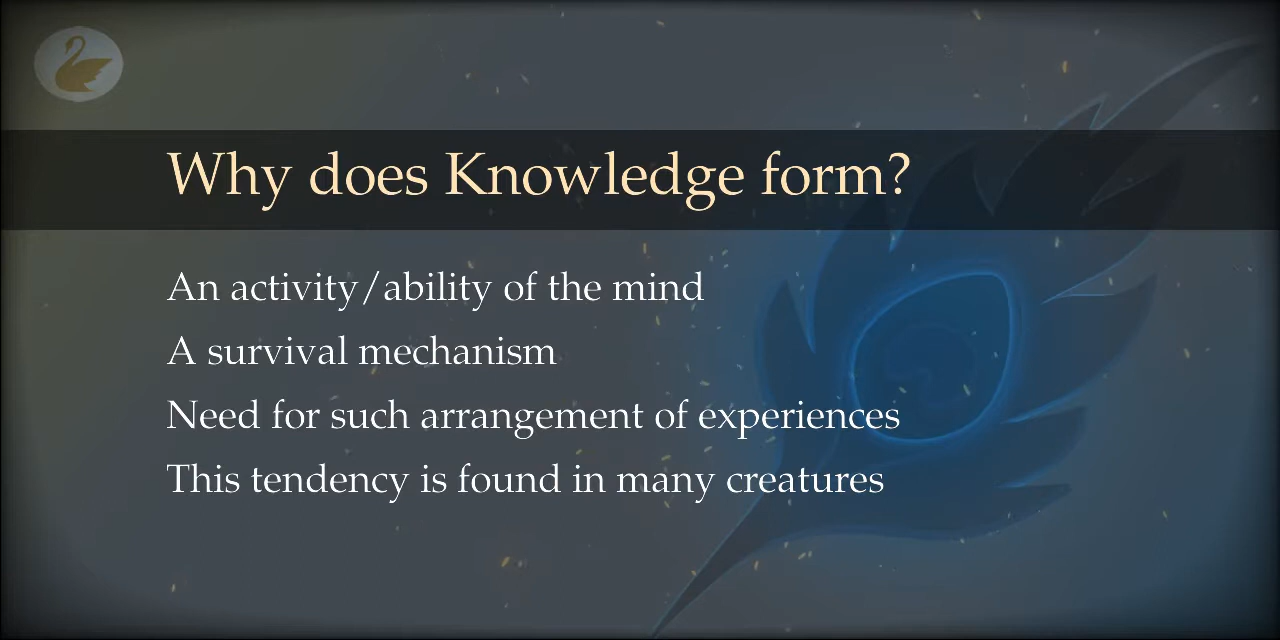 Why does Knowledge form?
An activity/ability of the mind
A survival mechanism
Need for such arrangement of experiences
This tendency is found in many creatures